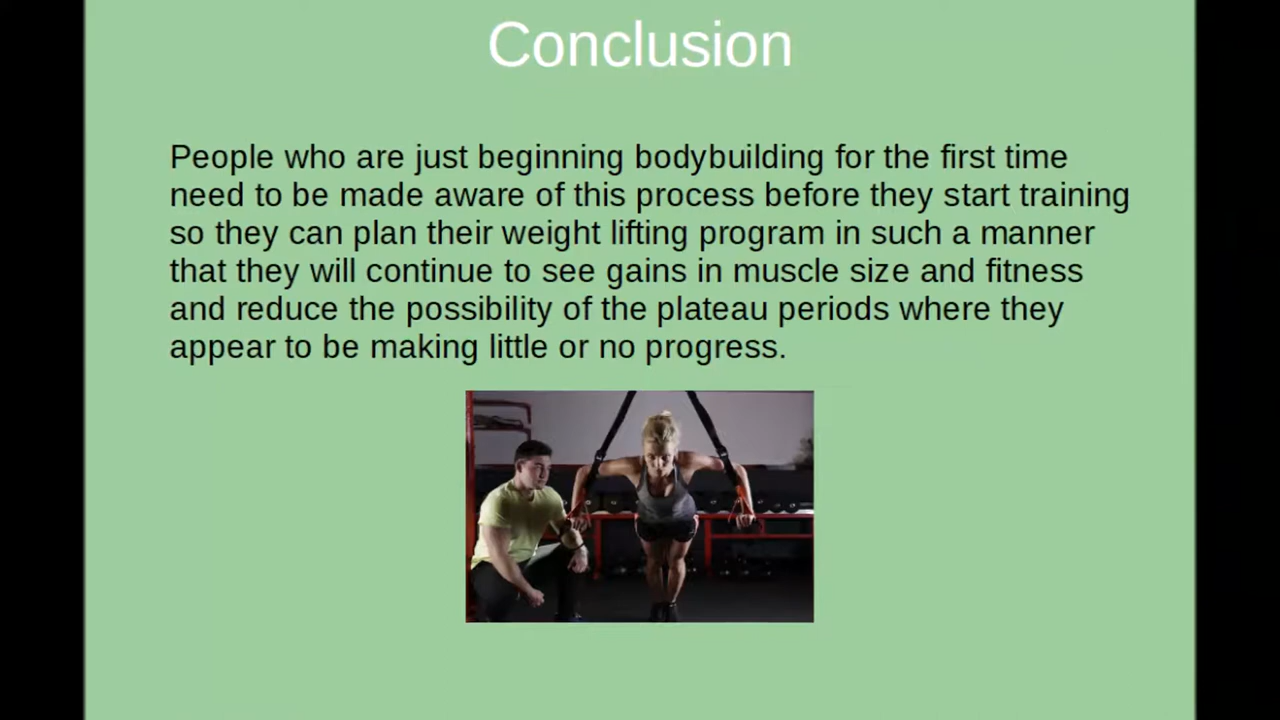 Conclusion
People who are just beginning bodybuilding for the first time
need to be made aware of this process before they start training
so they can plan their weight lifting program in such a manner
that they will continue to see gains in muscle size and fitness
and reduce the possibility of the plateau periods where they
appear to be making little or no progress.